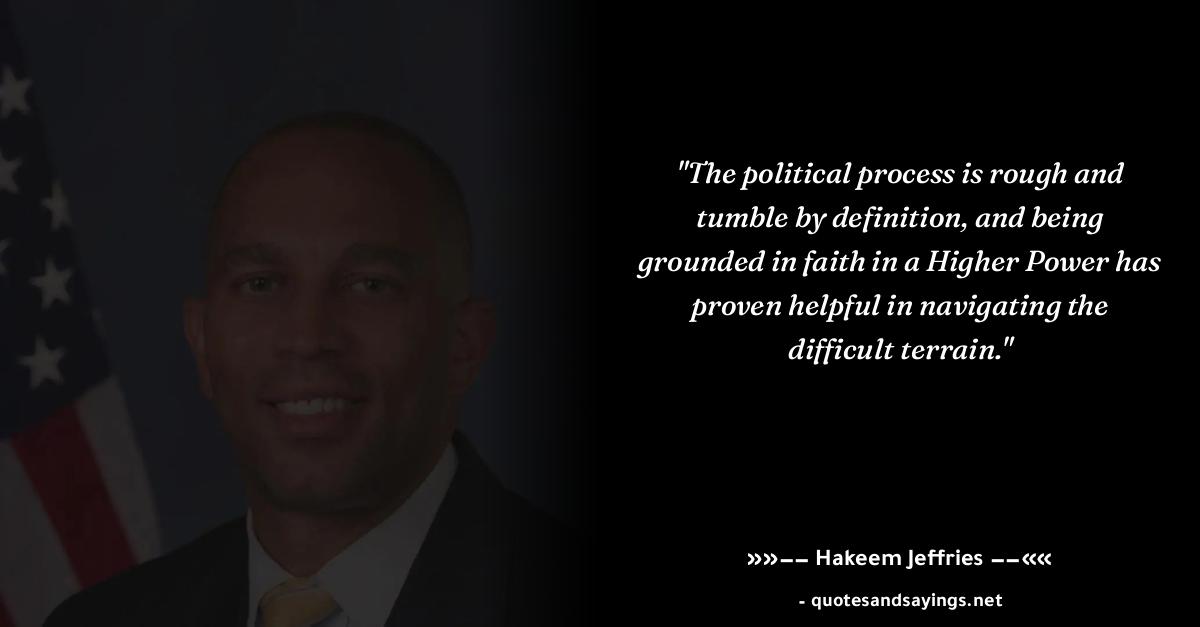 "The political process is rough and
tumble by definition, and being
grounded in faith in a Higher Power has
proven helpful in navigating the
difficult terrain."
»»−− Hakeem Jeffries −−««
- quotesandsayings.net